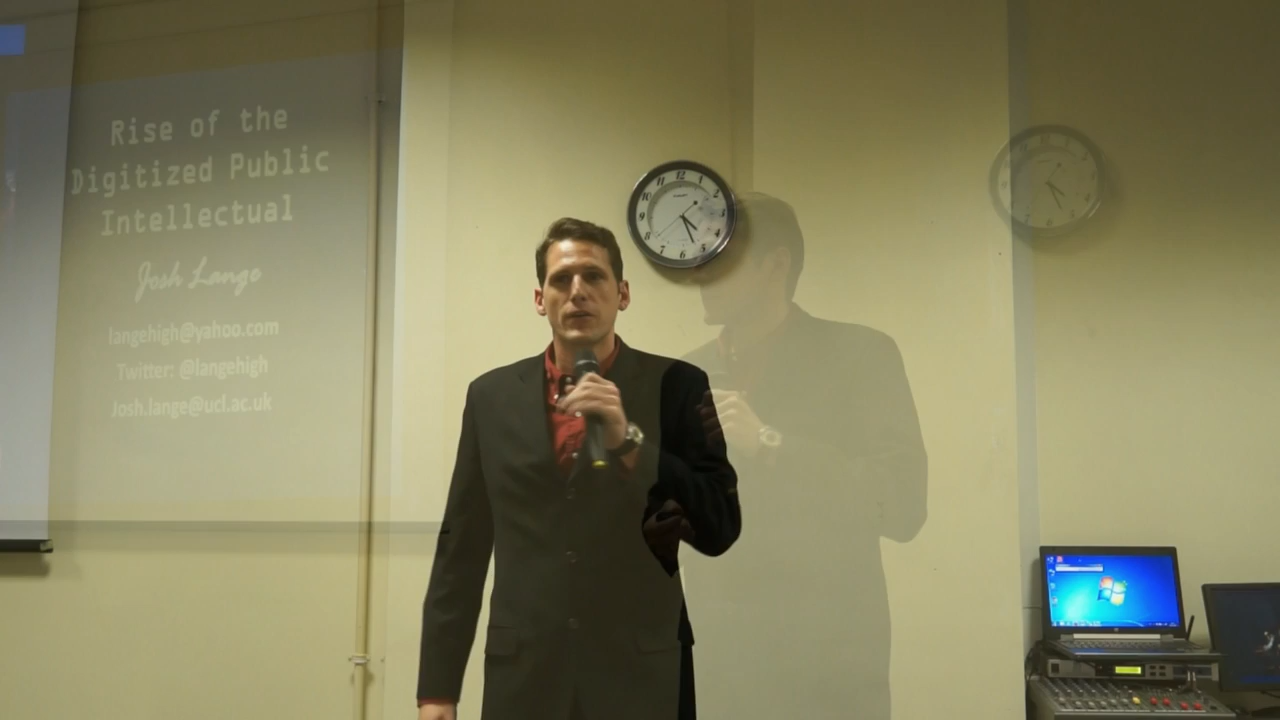 Rise of the
Digitized Public
Intellectual
Josh Lange
langehigh@yahoo.com
Twitter: @langehigh
Josh.lange@ucl.ac.uk